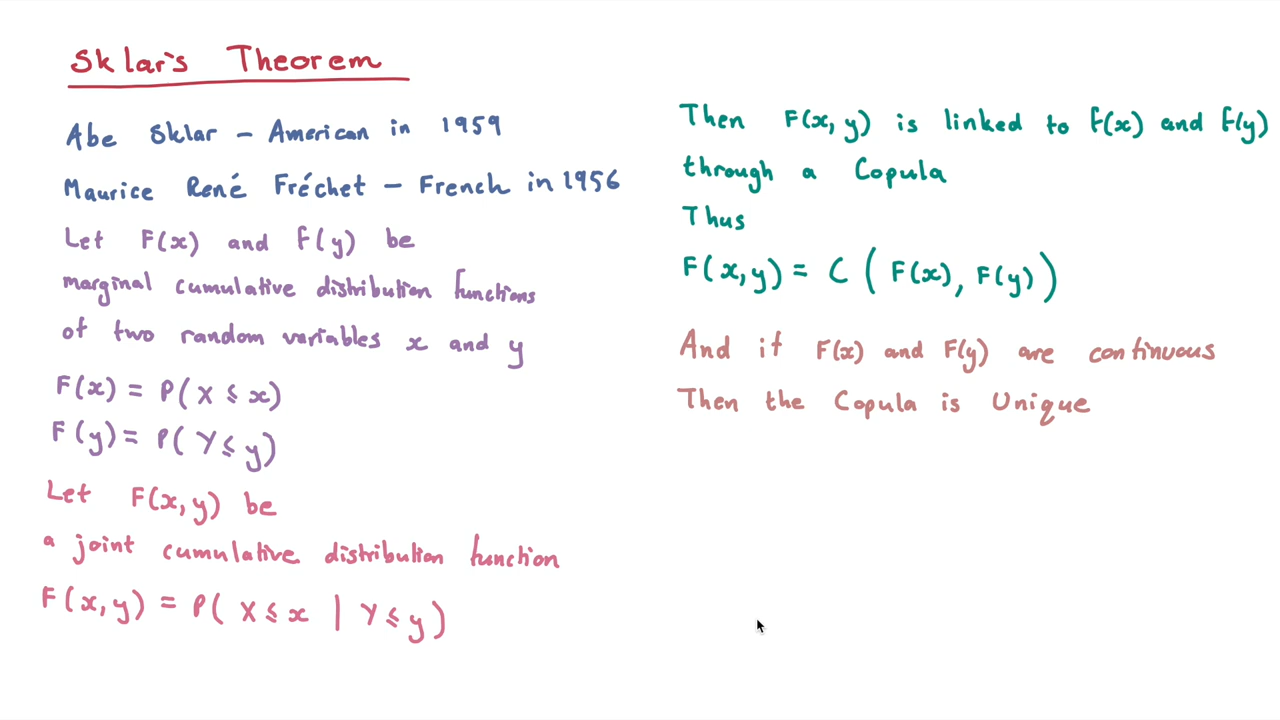 Sklar's Theorem
Abe Sklar - American in 1959
Maurice René Fréchet - French in 1956
Let F(x) and F(y) be
marginal cumulative distribution functions
of two random variables x and y
F(x) = P(X ≤ x)
F(y) = P(Y ≤ y)
Let F(x,y) be
a joint cumulative distribution function
F(x,y) = P(X ≤ x | Y ≤ y)
Then F(x,y) is linked to F(x) and F(y)
through a Copula
Thus
F(x,y) = C(F(x), F(y))
And if F(x) and F(y) are continuous
Then the Copula is Unique